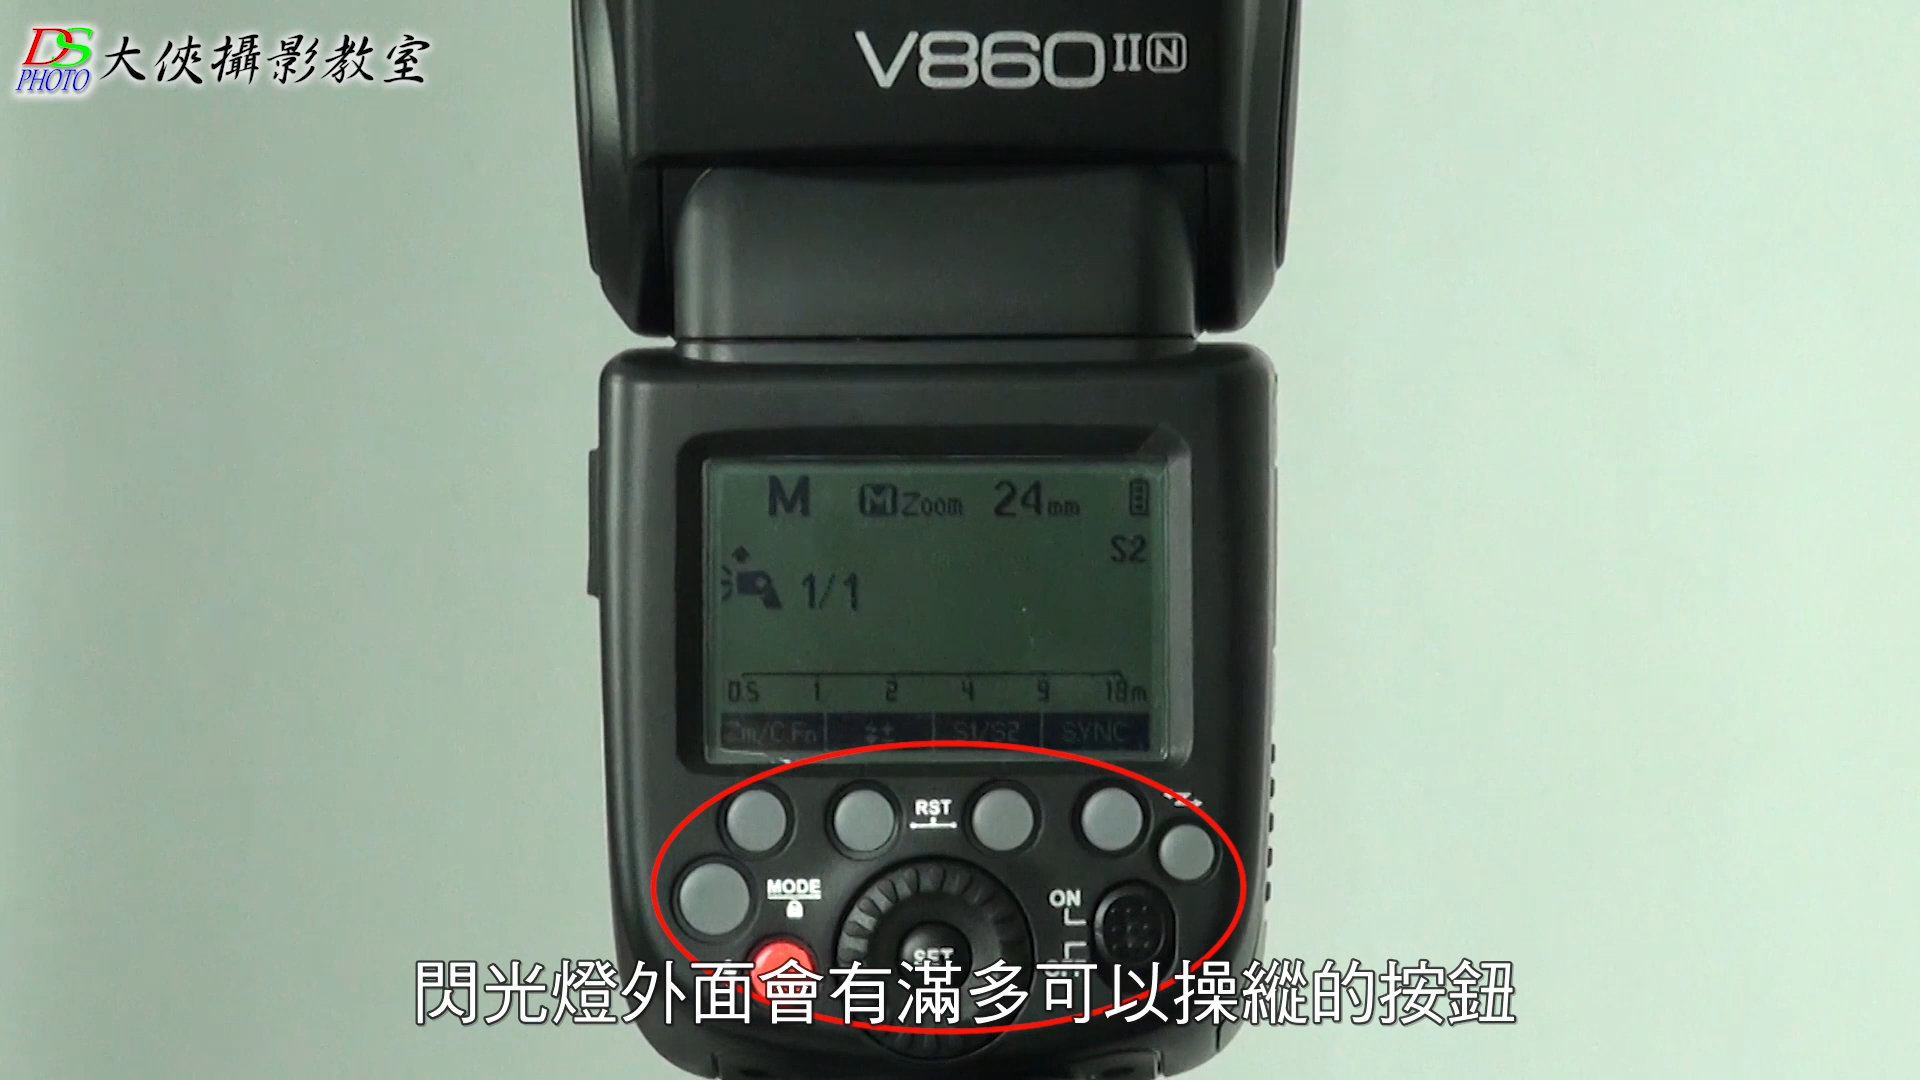 DS PHOTO 大俠攝影教室
V860IIN
M M Zoom 24mm
S2
1/1
0.5 1 2 4 9 18m
Zm/C.Fn S1/S2 SYNC
RST
MODE
ON
SET
OFF
閃光燈外面會有滿多可以操縱的按鈕